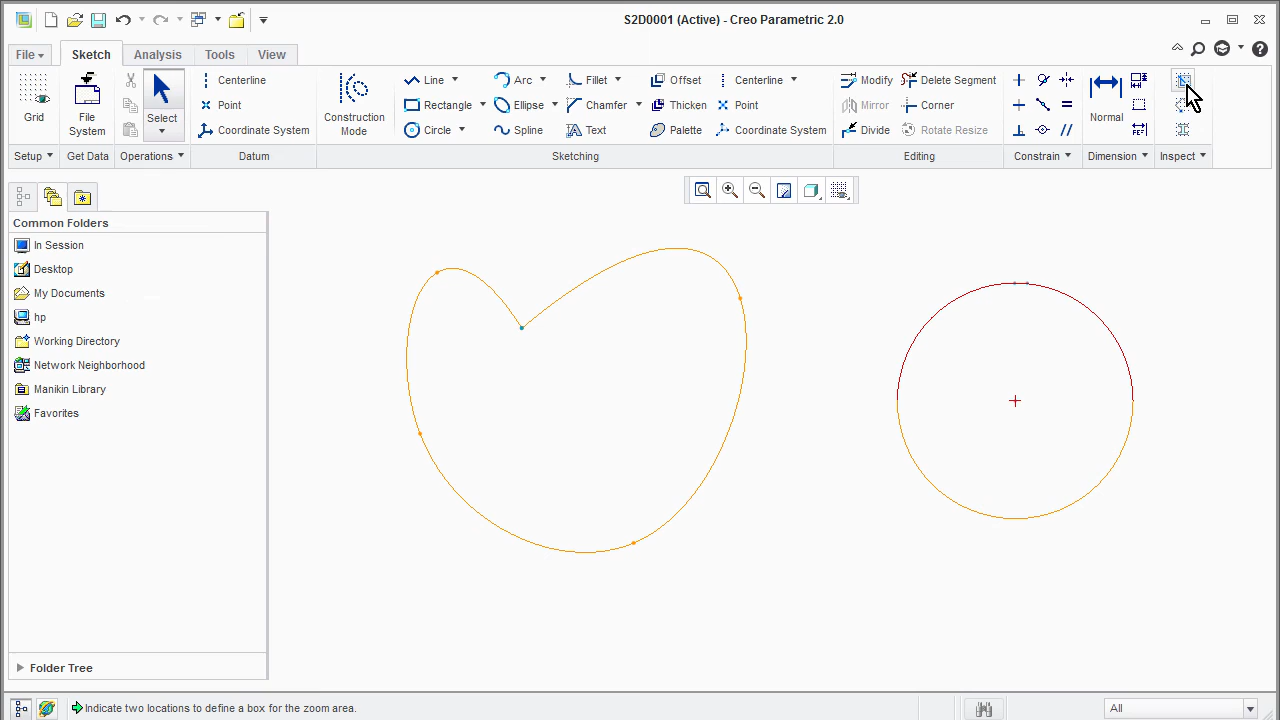 S2D0001 (Active) - Creo Parametric 2.0
File Sketch Analysis Tools View
Grid
File System
Select
Centerline
Point
Coordinate System
Construction Mode
Line Arc Fillet Offset Centerline
Rectangle Ellipse Chamfer Thicken Point
Circle Spline Text Palette Coordinate System
Modify Delete Segment
Mirror Corner
Divide Rotate Resize
Normal
Setup Get Data Operations Datum Sketching Editing Constrain Dimension Inspect
Common Folders
In Session
Desktop
My Documents
hp
Working Directory
Network Neighborhood
Manikin Library
Favorites
Folder Tree
Indicate two locations to define a box for the zoom area.
All